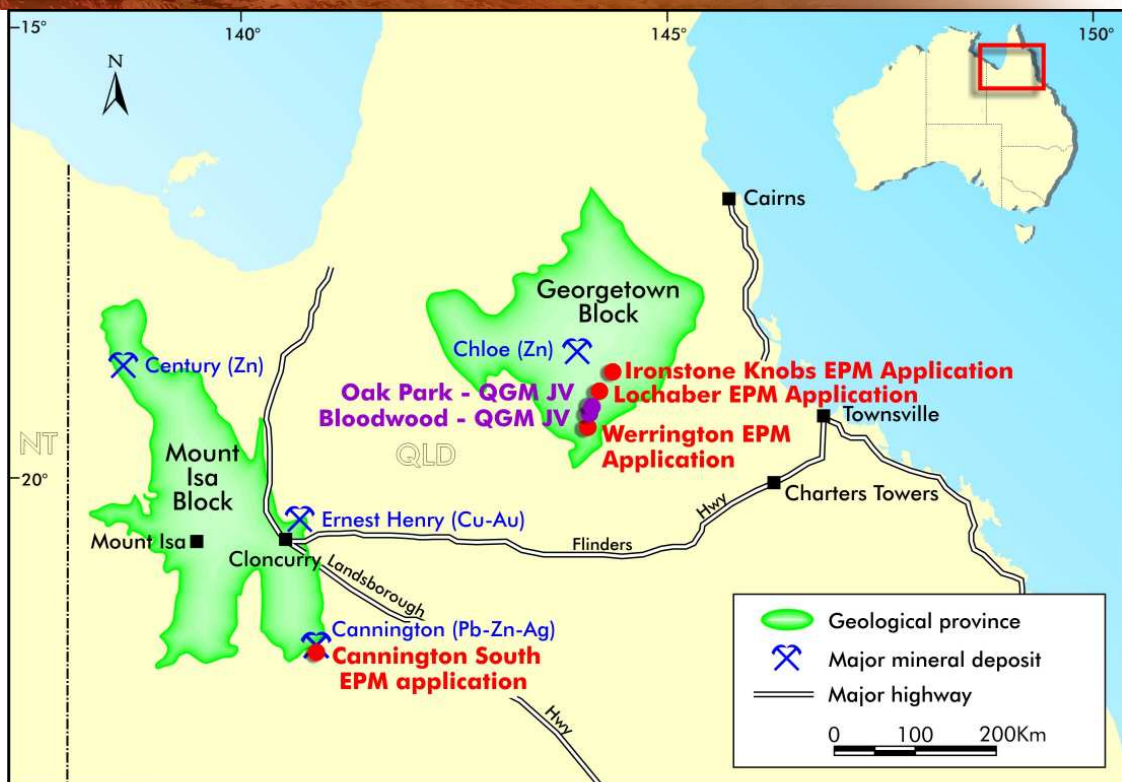 -15°
140°
145°
150°
N
Cairns
Georgetown
Block
Century (Zn)
Chloe (Zn)
Ironstone Knobs EPM Application
Oak Park - QGM JV
Lochaber EPM Application
Bloodwood - QGM JV
Townsville
Werrington EPM
Application
NT
QLD
Mount
Isa
Block
20°
Charters Towers
Hwy
Ernest Henry (Cu-Au)
Flinders
Mount Isa
Cloncurry
Landsborough
Cannington (Pb-Zn-Ag)
Cannington South
EPM application
Hwy
Geological province
Major mineral deposit
Major highway
0 100 200Km